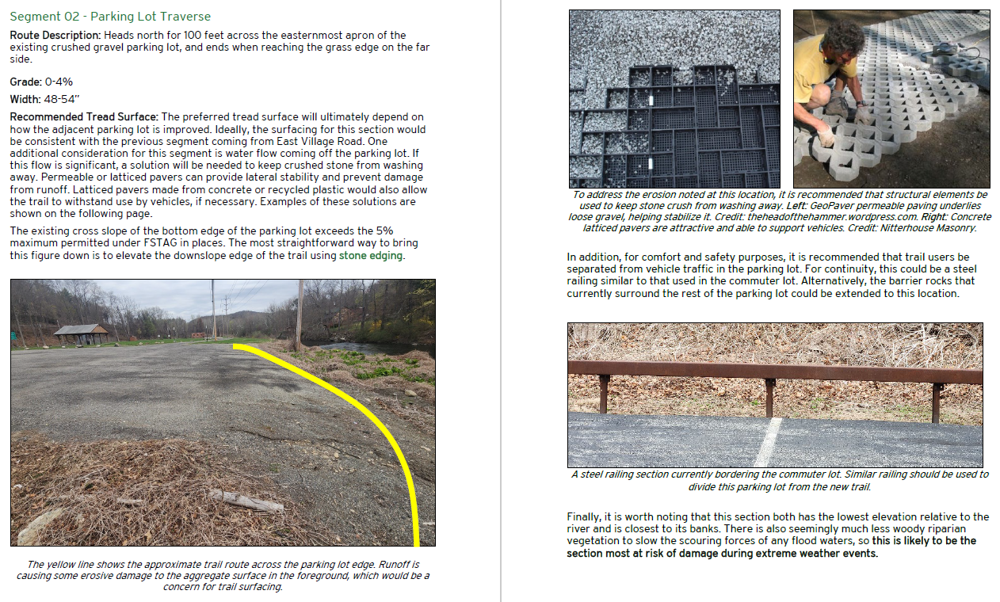 Segment 02 - Parking Lot Traverse
Route Description: Heads north for 100 feet across the easternmost apron of the
existing crushed gravel parking lot, and ends when reaching the grass edge on the far
side.
Grade: 0-4%
Width: 48-54”
Recommended Tread Surface: The preferred tread surface will ultimately depend on
how the adjacent parking lot is improved. Ideally, the surfacing for this section would
be consistent with the previous segment coming from East Village Road. One
additional consideration for this segment is water flow coming off the parking lot. If
this flow is significant, a solution will be needed to keep crushed stone from washing
away. Permeable or latticed pavers can provide lateral stability and prevent damage
from runoff. Latticed pavers made from concrete or recycled plastic would also allow
the trail to withstand use by vehicles, if necessary. Examples of these solutions are
shown on the following page.
The existing cross slope of the bottom edge of the parking lot exceeds the 5%
maximum permitted under FSTAG in places. The most straightforward way to bring
this figure down is to elevate the downslope edge of the trail using stone edging.
The yellow line shows the approximate trail route across the parking lot edge. Runoff is
causing some erosive damage to the aggregate surface in the foreground, which would be a
concern for trail surfacing.
To address the erosion noted at this location, it is recommended that structural elements be
used to keep stone crush from washing away. Left: GeoPaver permeable paving underlies
loose gravel, helping stabilize it. Credit: theheadofthehammer.wordpress.com. Right: Concrete
latticed pavers are attractive and able to support vehicles. Credit: Nitterhouse Masonry.
In addition, for comfort and safety purposes, it is recommended that trail users be
separated from vehicle traffic in the parking lot. For continuity, this could be a steel
railing similar to that used in the commuter lot. Alternatively, the barrier rocks that
currently surround the rest of the parking lot could be extended to this location.
A steel railing section currently bordering the commuter lot. Similar railing should be used to
divide this parking lot from the new trail.
Finally, it is worth noting that this section both has the lowest elevation relative to the
river and is closest to its banks. There is also seemingly much less woody riparian
vegetation to slow the scouring forces of any flood waters, so this is likely to be the
section most at risk of damage during extreme weather events.